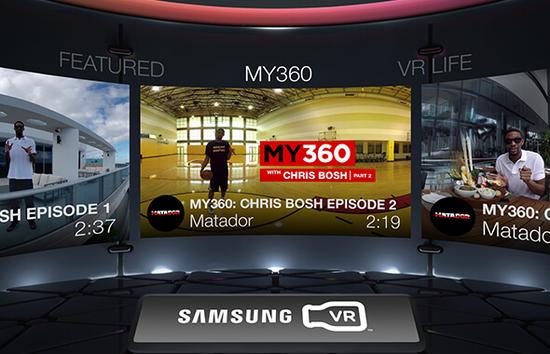 FEATURED
MY360
VR LIFE
MY360
WITH CHRIS BOSH | PART 2
SH EPISODE 1
2:37
MATADOR
MY360: CHRIS BOSH EPISODE 2
Matador
2:19
MATADOR
MY360: C
Matado
SAMSUNG VR